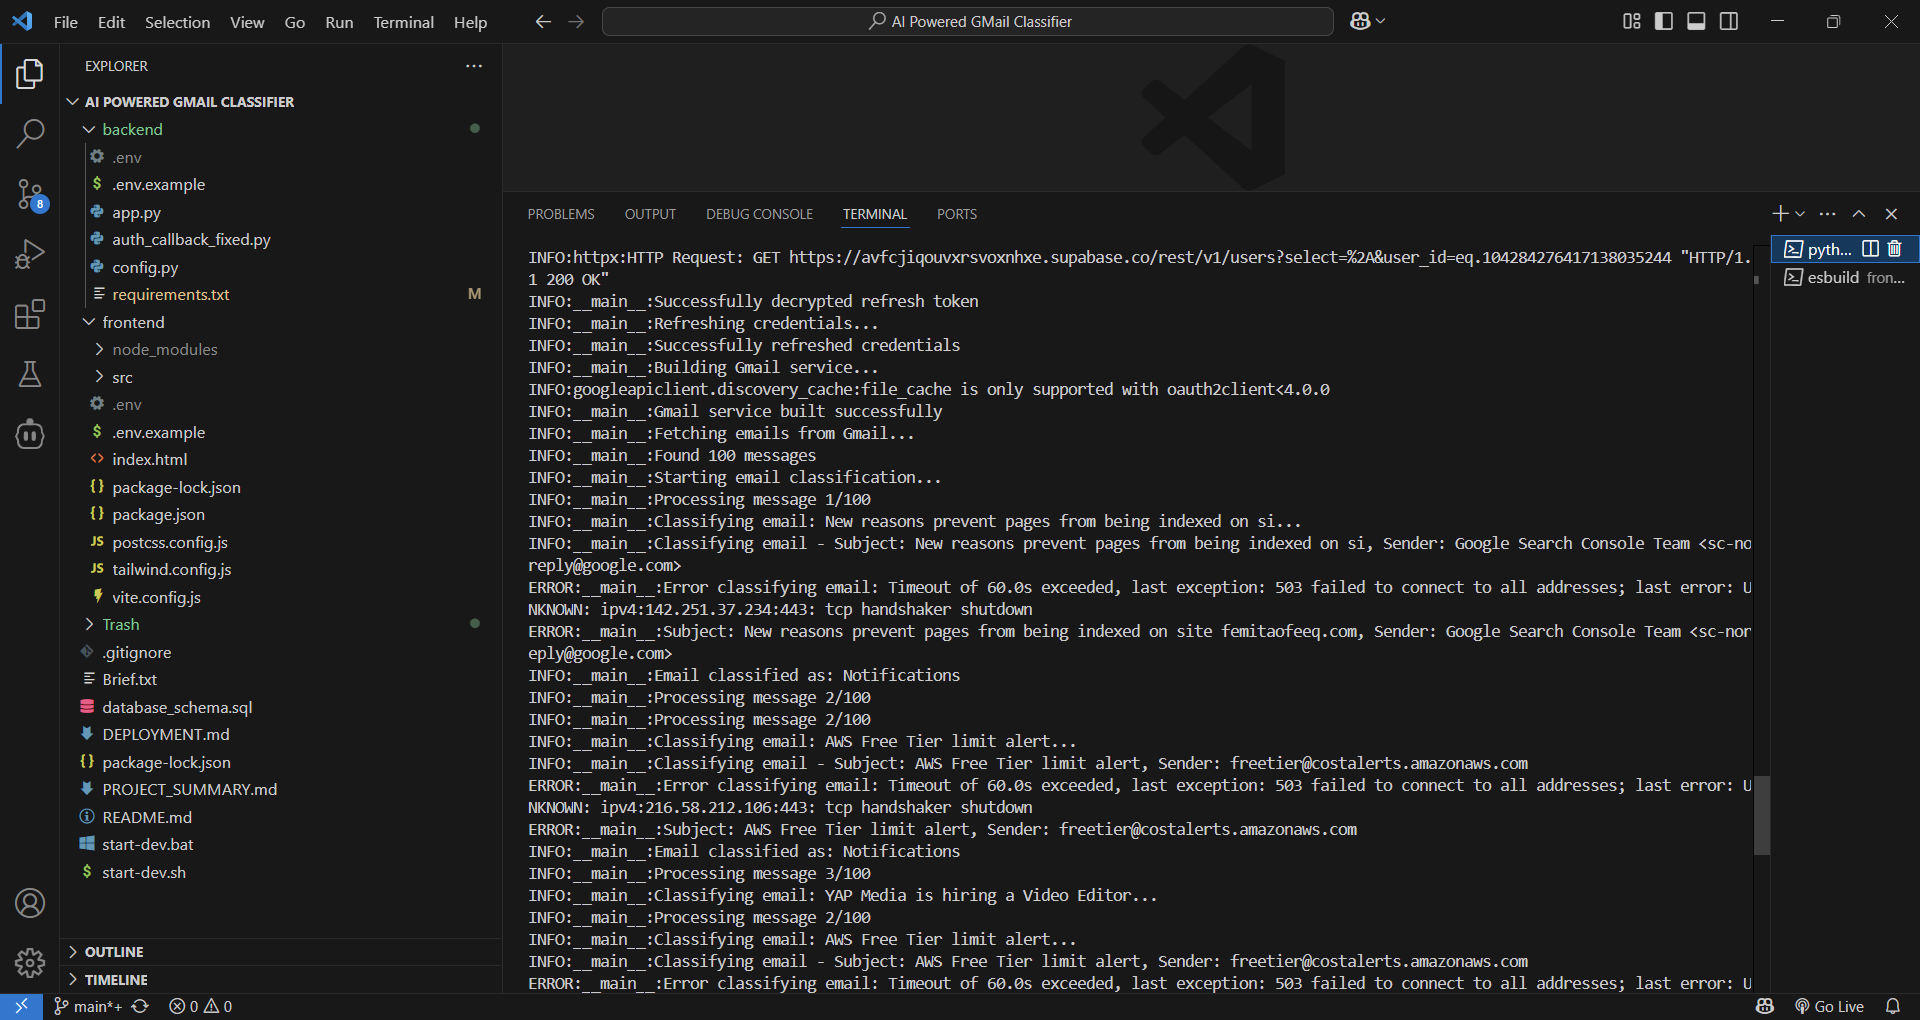 File Edit Selection View Go Run Terminal Help
AI Powered GMail Classifier
EXPLORER
AI POWERED GMAIL CLASSIFIER
backend
.env
.env.example
app.py
auth_callback_fixed.py
config.py
requirements.txt M
frontend
node_modules
src
.env
.env.example
index.html
package-lock.json
package.json
postcss.config.js
tailwind.config.js
vite.config.js
Trash
.gitignore
Brief.txt
database_schema.sql
DEPLOYMENT.md
package-lock.json
PROJECT_SUMMARY.md
README.md
start-dev.bat
start-dev.sh
OUTLINE
TIMELINE
8
PROBLEMS OUTPUT DEBUG CONSOLE TERMINAL PORTS
INFO:httpx:HTTP Request: GET https://avfcjiqouvxrsvoxnhxe.supabase.co/rest/v1/users?select=%2A&user_id=eq.104284276417138035244 "HTTP/1.
1 200 OK"
INFO:__main__:Successfully decrypted refresh token
INFO:__main__:Refreshing credentials...
INFO:__main__:Successfully refreshed credentials
INFO:__main__:Building Gmail service...
INFO:googleapiclient.discovery_cache:file_cache is only supported with oauth2client<4.0.0
INFO:__main__:Gmail service built successfully
INFO:__main__:Fetching emails from Gmail...
INFO:__main__:Found 100 messages
INFO:__main__:Starting email classification...
INFO:__main__:Processing message 1/100
INFO:__main__:Classifying email: New reasons prevent pages from being indexed on si...
INFO:__main__:Classifying email - Subject: New reasons prevent pages from being indexed on si, Sender: Google Search Console Team <sc-no
reply@google.com>
ERROR:__main__:Error classifying email: Timeout of 60.0s exceeded, last exception: 503 failed to connect to all addresses; last error: U
NKNOWN: ipv4:142.251.37.234:443: tcp handshaker shutdown
ERROR:__main__:Subject: New reasons prevent pages from being indexed on site femitaofeeq.com, Sender: Google Search Console Team <sc-nor
eply@google.com>
INFO:__main__:Email classified as: Notifications
INFO:__main__:Processing message 2/100
INFO:__main__:Processing message 2/100
INFO:__main__:Classifying email: AWS Free Tier limit alert...
INFO:__main__:Classifying email - Subject: AWS Free Tier limit alert, Sender: freetier@costalerts.amazonaws.com
ERROR:__main__:Error classifying email: Timeout of 60.0s exceeded, last exception: 503 failed to connect to all addresses; last error: U
NKNOWN: ipv4:216.58.212.106:443: tcp handshaker shutdown
ERROR:__main__:Subject: AWS Free Tier limit alert, Sender: freetier@costalerts.amazonaws.com
INFO:__main__:Email classified as: Notifications
INFO:__main__:Processing message 3/100
INFO:__main__:Classifying email: YAP Media is hiring a Video Editor...
INFO:__main__:Processing message 2/100
INFO:__main__:Classifying email: AWS Free Tier limit alert...
INFO:__main__:Classifying email - Subject: AWS Free Tier limit alert, Sender: freetier@costalerts.amazonaws.com
ERROR:__main__:Error classifying email: Timeout of 60.0s exceeded, last exception: 503 failed to connect to all addresses; last error: U
pyth...
esbuild fron...
main*+ 0 0
Go Live